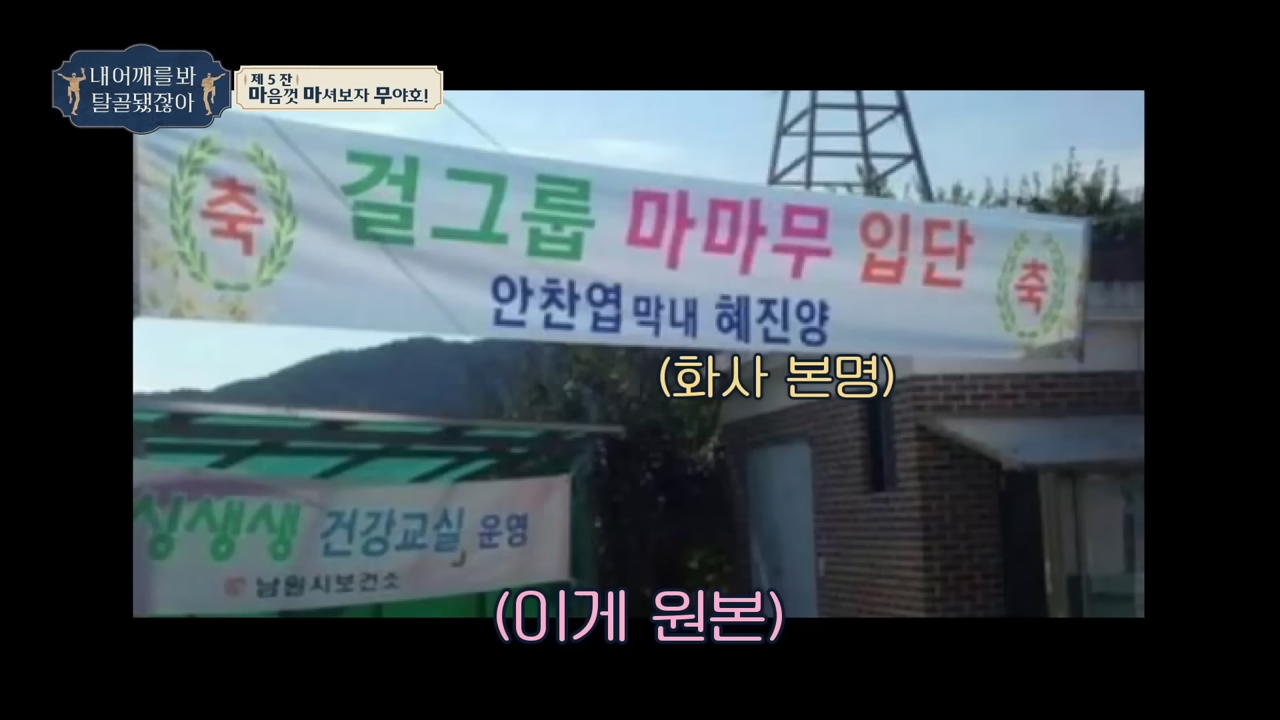 내 어깨를 봐
탈골됐잖아
제 5 잔
마음껏 마셔보자 무야호!
축 걸그룹 마마무 입단 축
안찬엽 막내 혜진양
(화사 본명)
싱생생 건강교실 운영
남원시보건소
(이게 원본)